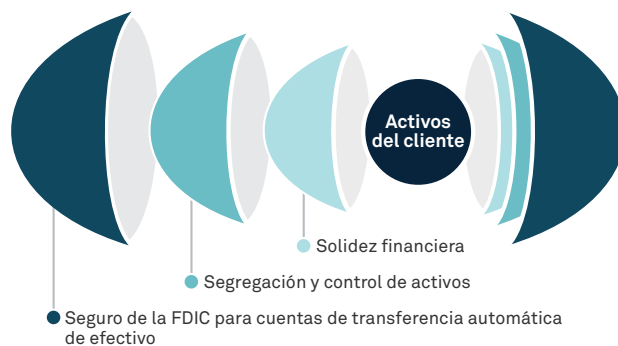 Activos
del cliente
Solidez financiera
Segregación y control de activos
Seguro de la FDIC para cuentas de transferencia automática
de efectivo